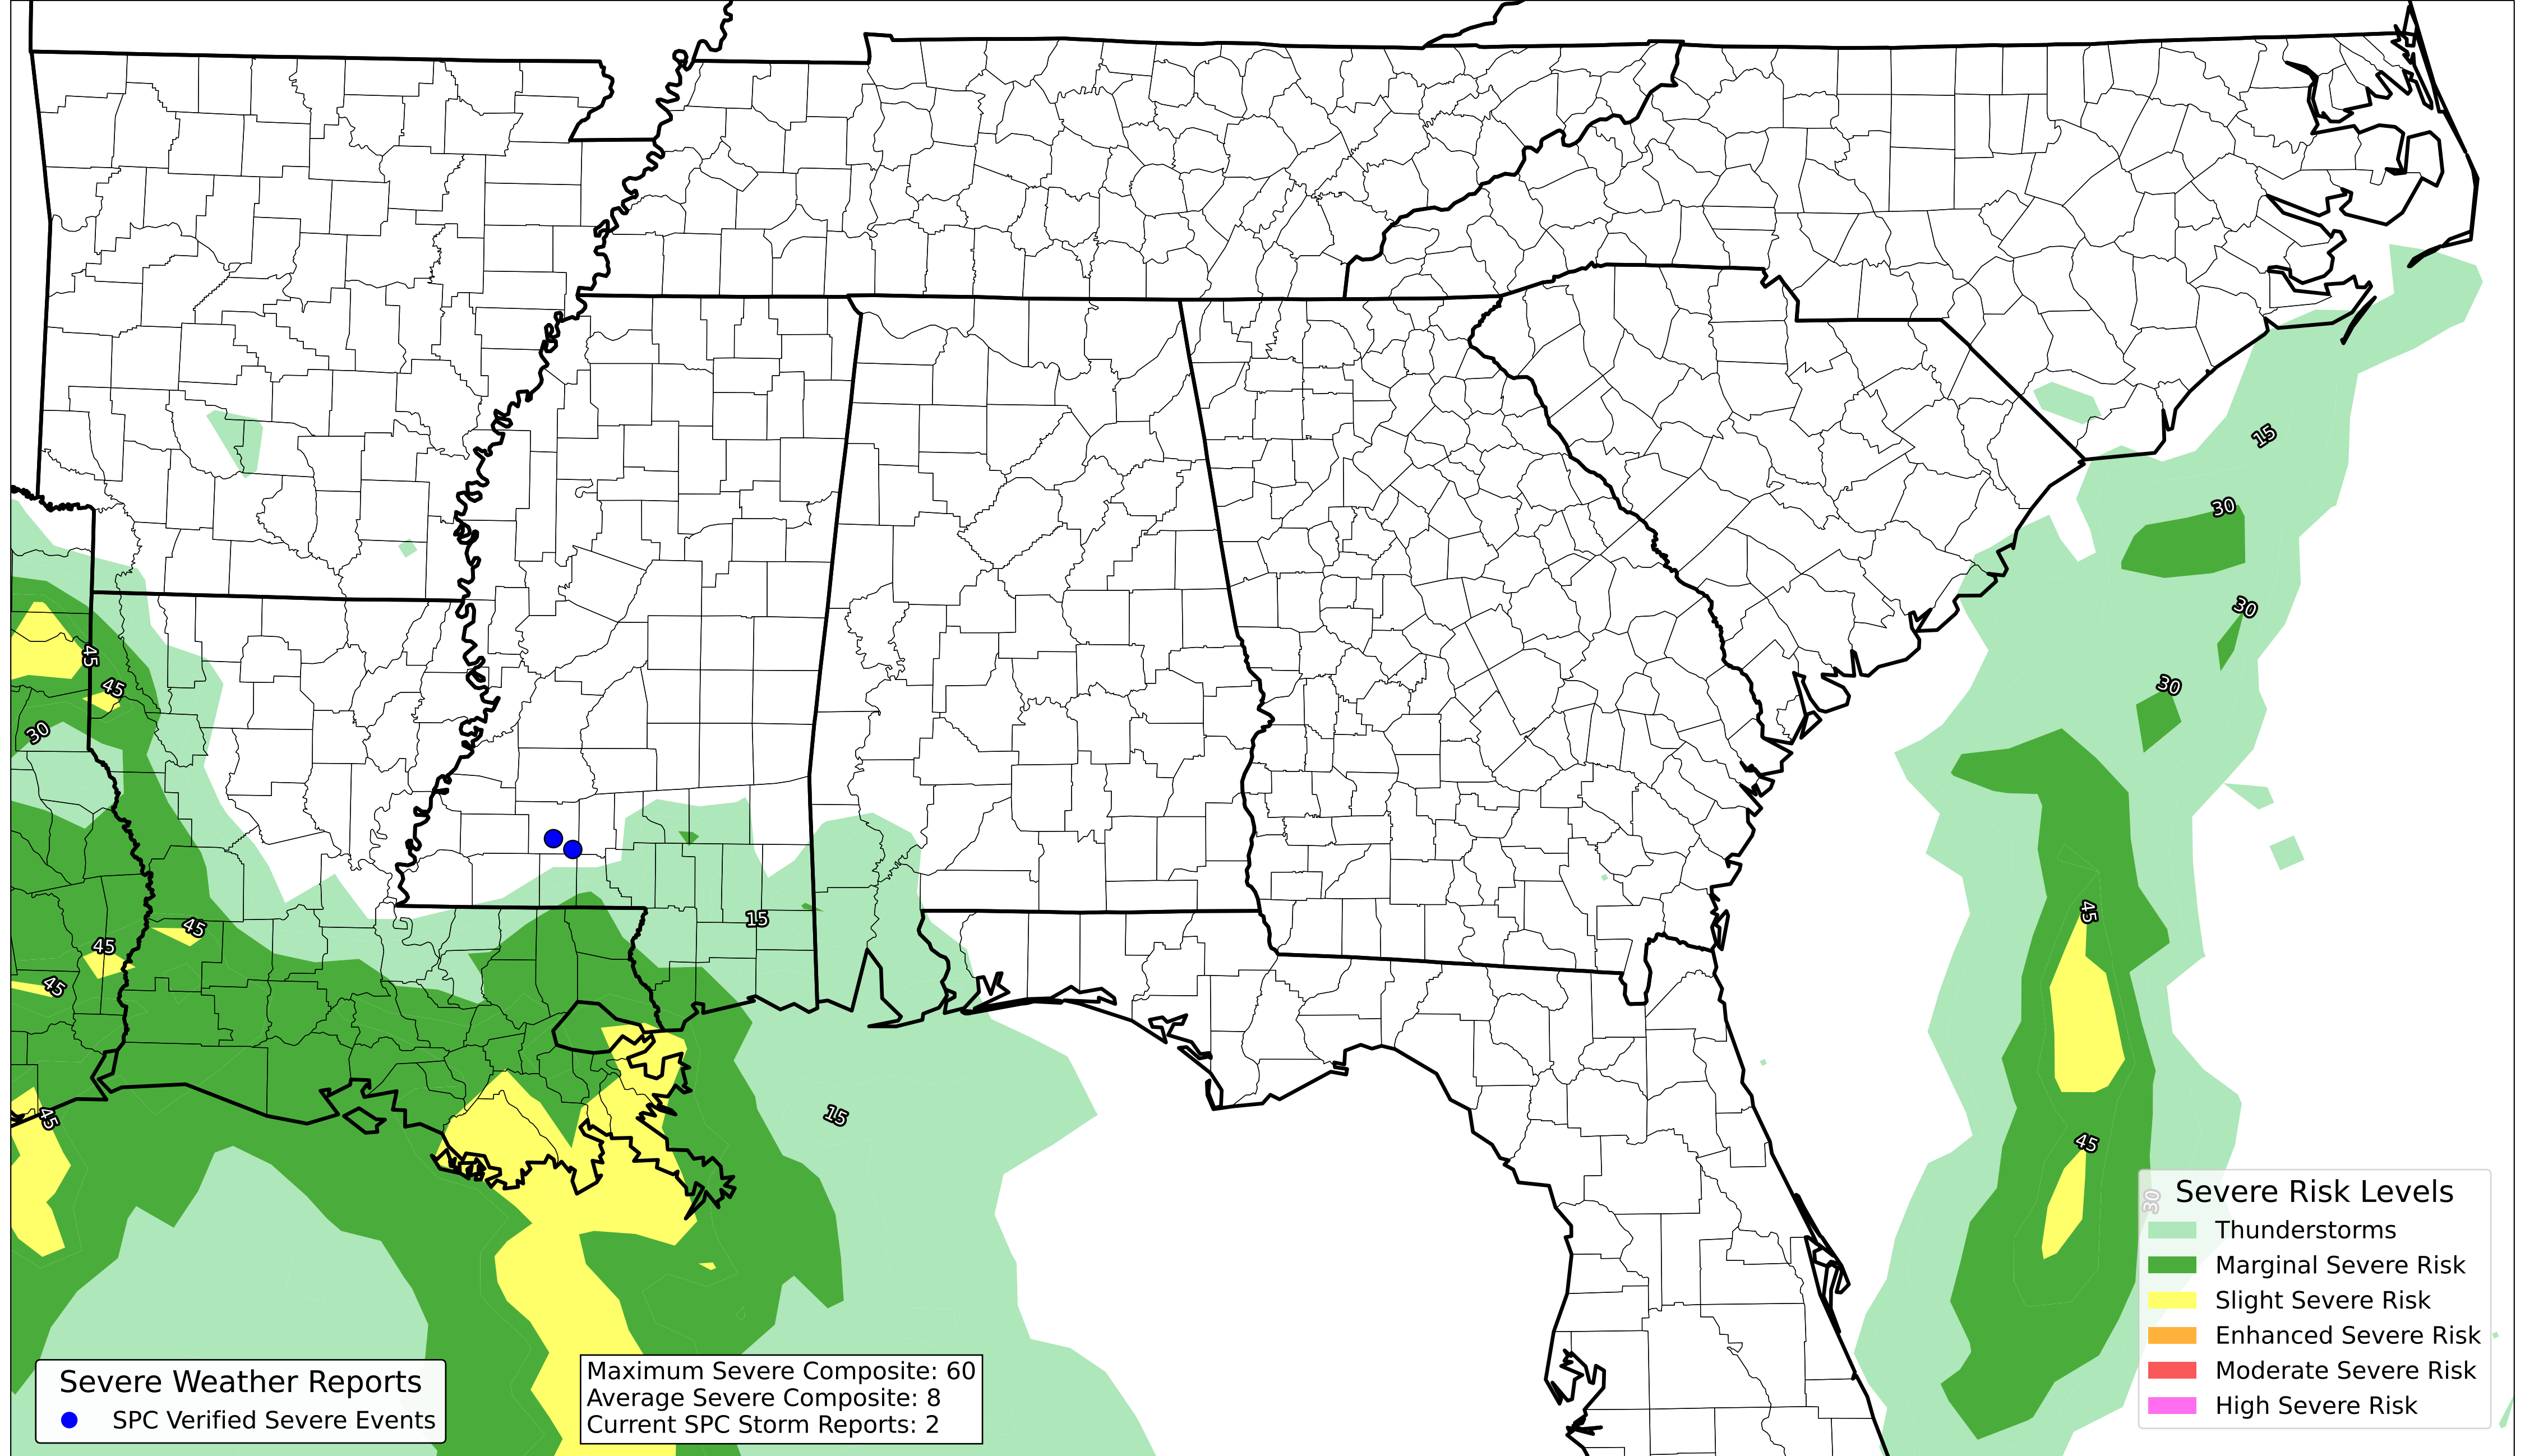 15
30
30
30
45
45
30
45
45
45
45
15
45
15
45
45
30
Severe Risk Levels
Thunderstorms
Marginal Severe Risk
Slight Severe Risk
Enhanced Severe Risk
Moderate Severe Risk
High Severe Risk
Severe Weather Reports
SPC Verified Severe Events
Maximum Severe Composite: 60
Average Severe Composite: 8
Current SPC Storm Reports: 2